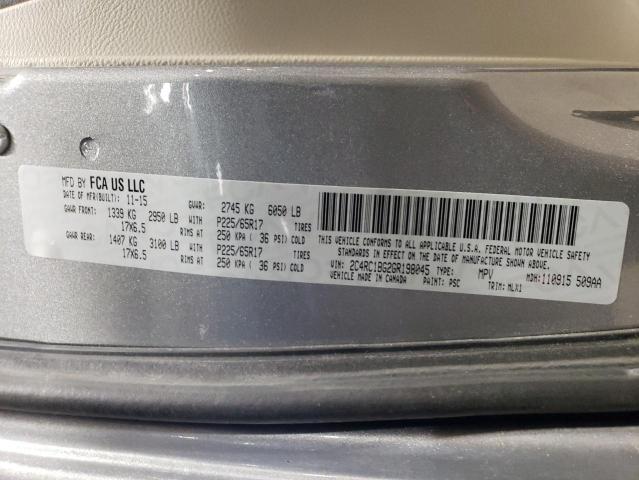 MFD BY FCA US LLC
DATE OF MFR(BUILT): 11-15 GVWR: 2745 KG 6050 LB
GAWR FRONT: 1339 KG 2950 LB WITH P225/65R17 TIRES
17X6.5 RIMS AT 250 KPA ( 36 PSI) COLD
GAWR REAR: 1407 KG 3100 LB WITH P225/65R17 TIRES
17X6.5 RIMS AT 250 KPA ( 36 PSI) COLD
THIS VEHICLE CONFORMS TO ALL APPLICABLE U.S.A. FEDERAL MOTOR VEHICLE SAFETY
STANDARDS IN EFFECT ON THE DATE OF MANUFACTURE SHOWN ABOVE.
VIN: 2C4RC1BG2GR198045 TYPE: MPV MDH:110915 509AA
VEHICLE MADE IN CANADA PAINT: PSC TRIM: MLX1